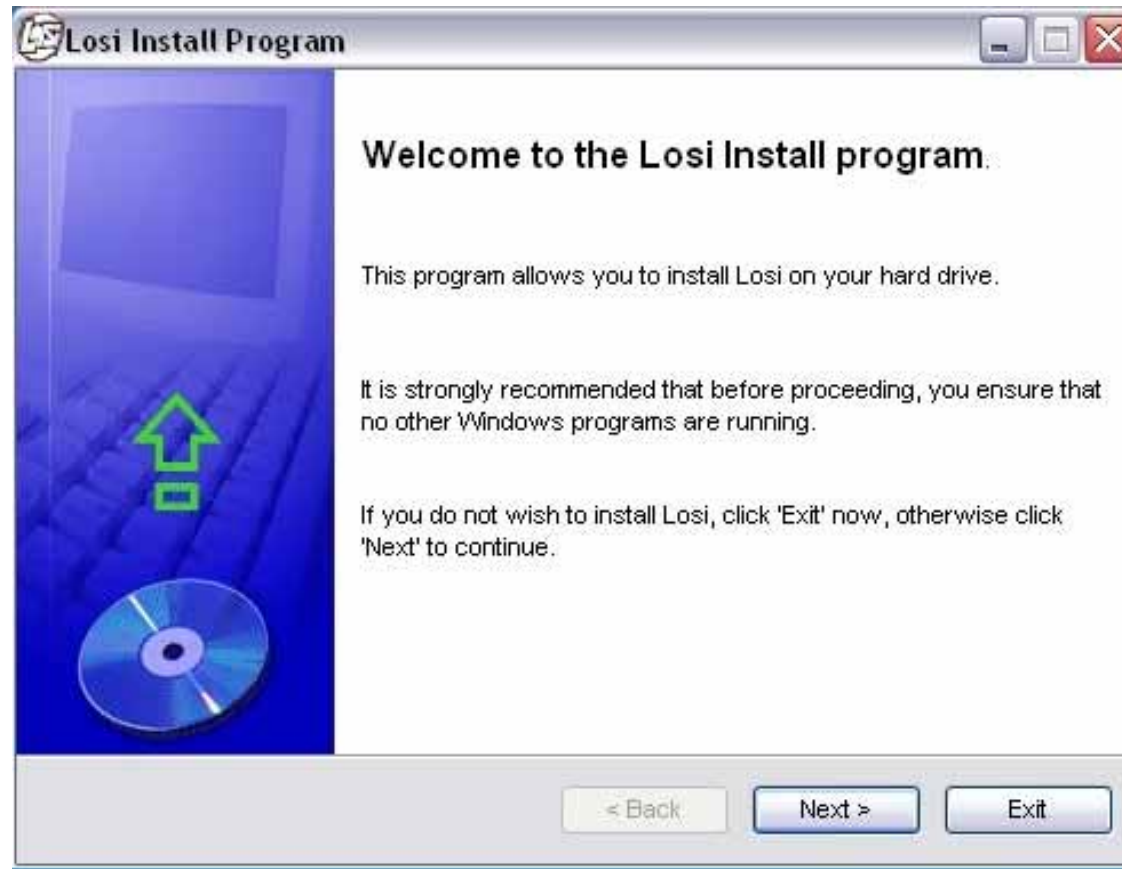 LS Losi Install Program
Welcome to the Losi Install program.
This program allows you to install Losi on your hard drive.
It is strongly recommended that before proceeding, you ensure that
no other Windows programs are running.
If you do not wish to install Losi, click 'Exit' now, otherwise click
'Next' to continue.
< Back Next > Exit